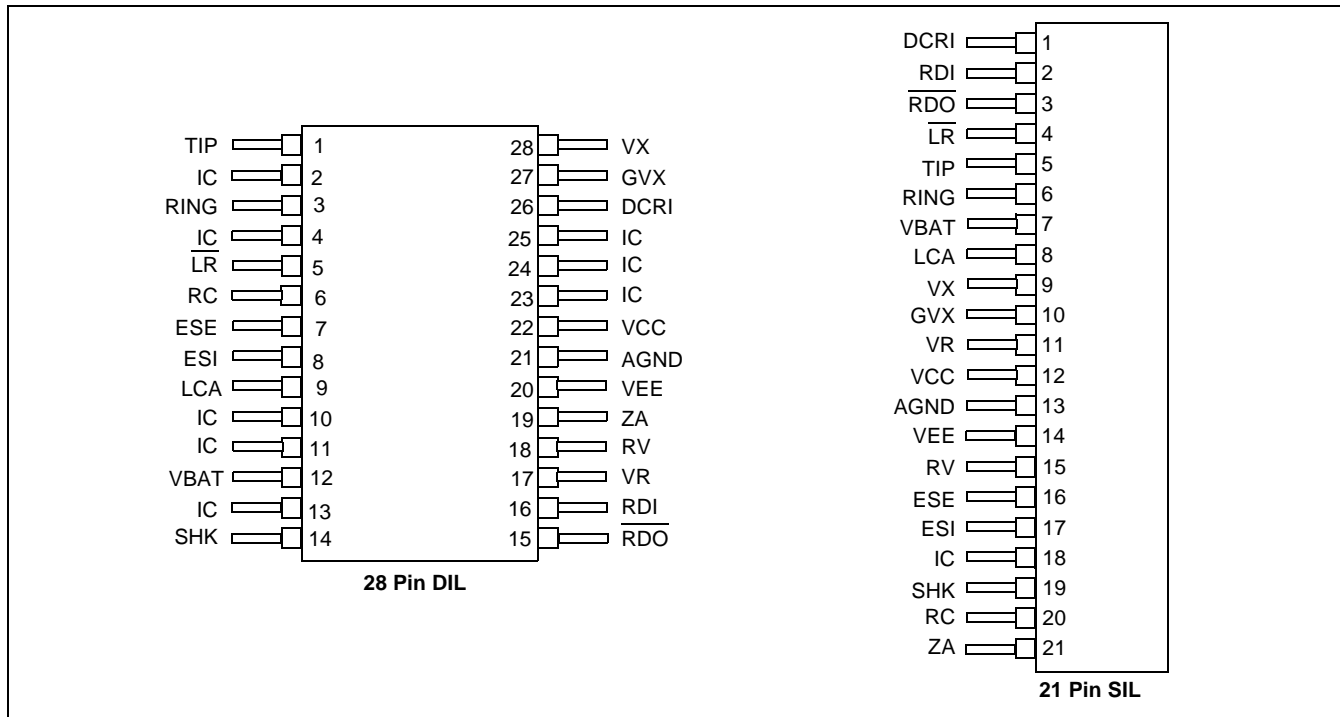 TIP 1 28 VX
IC 2 27 GVX
RING 3 26 DCRI
IC 4 25 IC
LR 5 24 IC
RC 6 23 IC
ESE 7 22 VCC
ESI 8 21 AGND
LCA 9 20 VEE
IC 10 19 ZA
IC 11 18 RV
VBAT 12 17 VR
IC 13 16 RDI
SHK 14 15 RDO
28 Pin DIL
DCRI 1
RDI 2
RDO 3
LR 4
TIP 5
RING 6
VBAT 7
LCA 8
VX 9
GVX 10
VR 11
VCC 12
AGND 13
VEE 14
RV 15
ESE 16
ESI 17
IC 18
SHK 19
RC 20
ZA 21
21 Pin SIL